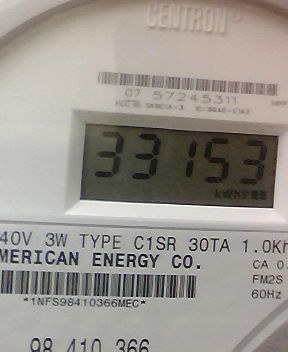 CENTRON®
07 57245311
33153
kWh
40V 3W TYPE C1SR 30TA 1.0Kh
MERICAN ENERGY CO.
CA 0.
FM2S
60Hz
*1NFS98410366MEC*
98 410 366